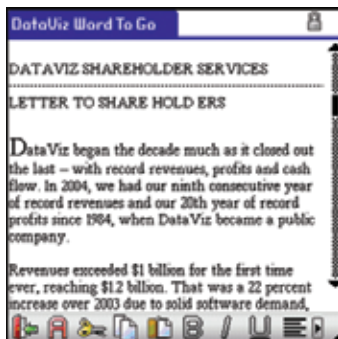 DataViz Word To Go
DATAVIZ SHAREHOLDER SERVICES
LETTER TO SHARE HOLD ERS
DataViz began the decade much as it closed out
the last – with record revenues, profits and cash
flow. In 2004, we had our ninth consecutive year
of record revenues and our 20th year of record
profits since 1984, when DataViz became a public
company.
Revenues exceeded $1 billion for the first time
ever, reaching $1.2 billion. That was a 22 percent
increase over 2003 due to solid software demand,
B I U